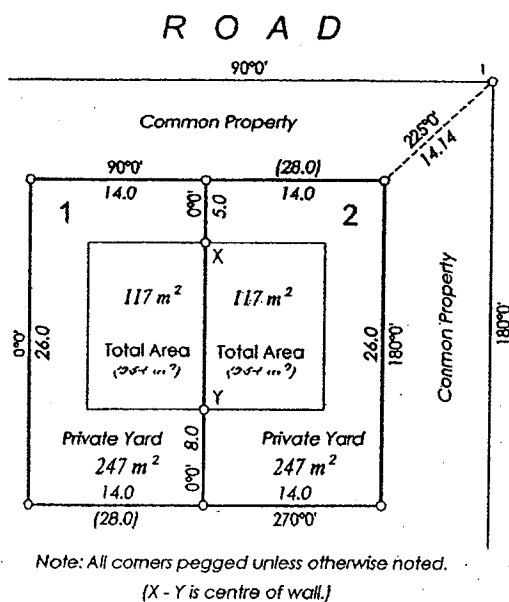 ROAD
90°0'
1
Common Property
225°0'
14.14
90°0'
(28.0)
14.0
14.0
1
2
0°0'
5.0
X
117 m²
117 m²
0°0'
26.0
Total Area
Total Area
26.0
180°0'
Common Property
180°0'
Y
Private Yard
Private Yard
247 m²
247 m²
0°0'
8.0
14.0
14.0
(28.0)
270°0'
Note: All corners pegged unless otherwise noted.
(X - Y is centre of wall.)